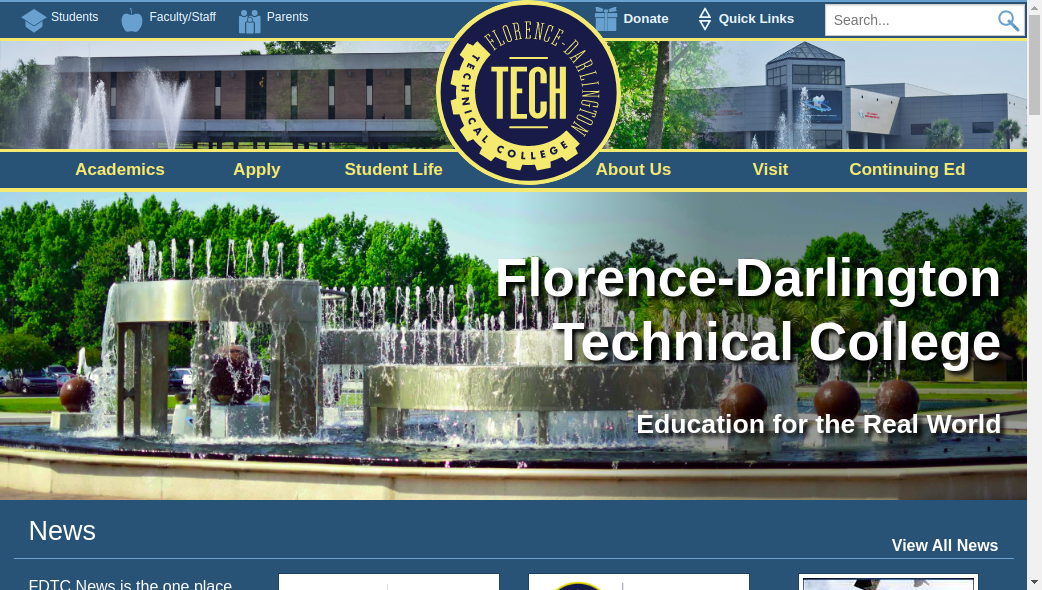 Students
Faculty/Staff
Parents
Donate
Quick Links
Search...
FLORENCE-DARLINGTON
TECH
TECHNICAL COLLEGE
Academics
Apply
Student Life
About Us
Visit
Continuing Ed
Florence-Darlington
Technical College
Education for the Real World
News
View All News
FDTC News is the one place